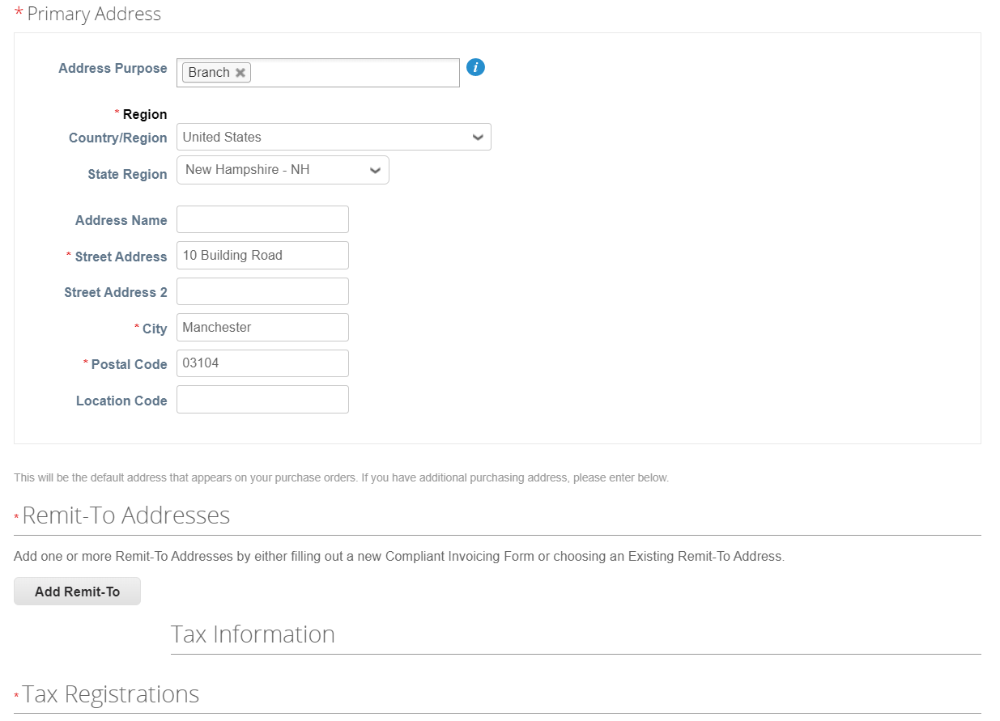 * Primary Address
Address Purpose Branch ✖ i
* Region
Country/Region United States
State Region New Hampshire - NH
Address Name
* Street Address 10 Building Road
Street Address 2
* City Manchester
* Postal Code 03104
Location Code
This will be the default address that appears on your purchase orders. If you have additional purchasing address, please enter below.
* Remit-To Addresses
Add one or more Remit-To Addresses by either filling out a new Compliant Invoicing Form or choosing an Existing Remit-To Address.
Add Remit-To
Tax Information
* Tax Registrations